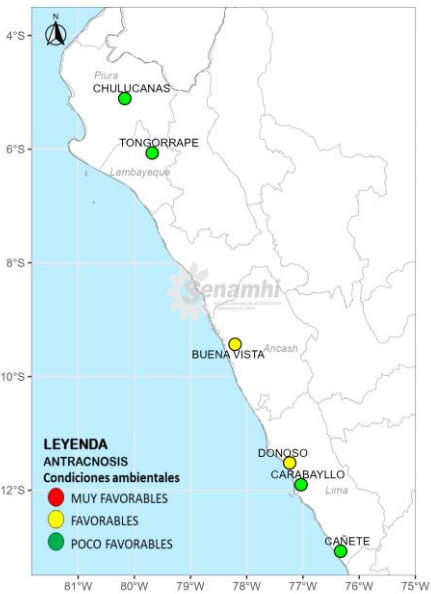 N
4°S
Piura
CHULUCANAS
6°S
TONGORRAPE
Lambayeque
8°S
Senamhi
BUENA VISTA
Ancash
10°S
LEYENDA
ANTRACNOSIS
Condiciones ambientales
MUY FAVORABLES
FAVORABLES
POCO FAVORABLES
DONOSO
CARABAYLLO
12°S
Lima
CAÑETE
81°W 80°W 79°W 78°W 77°W 76°W 75°W